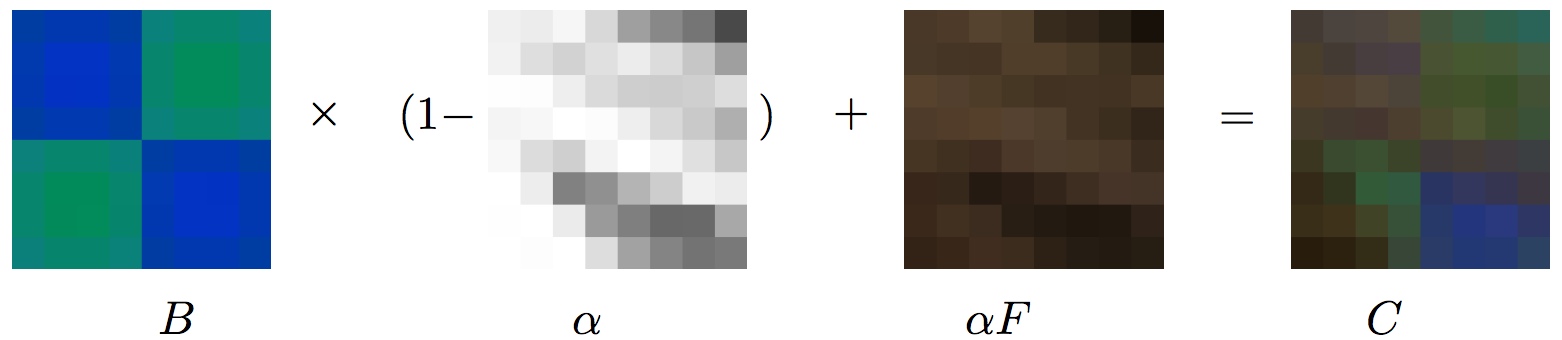 × (1− ) + =
B α αF C